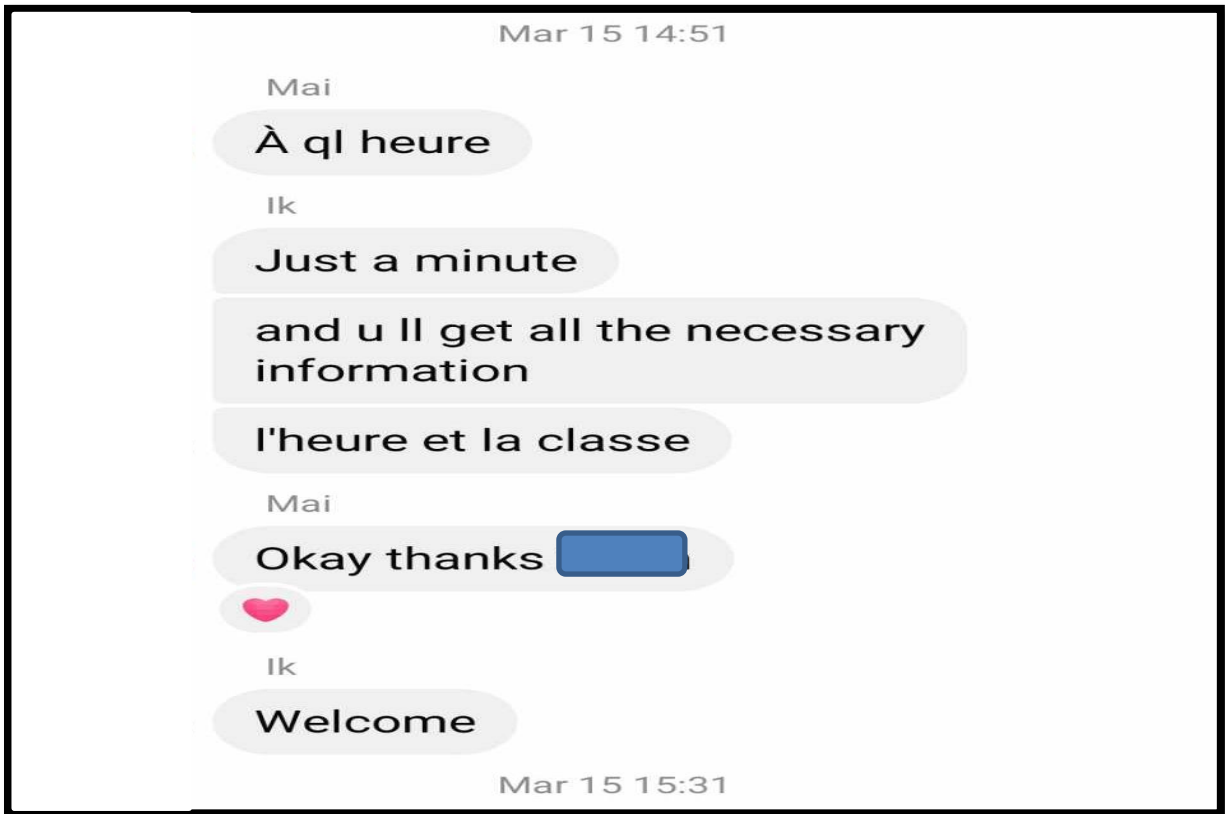 Mar 15 14:51
Mai
À ql heure
Ik
Just a minute
and u ll get all the necessary
information
l'heure et la classe
Mai
Okay thanks
Ik
Welcome
Mar 15 15:31